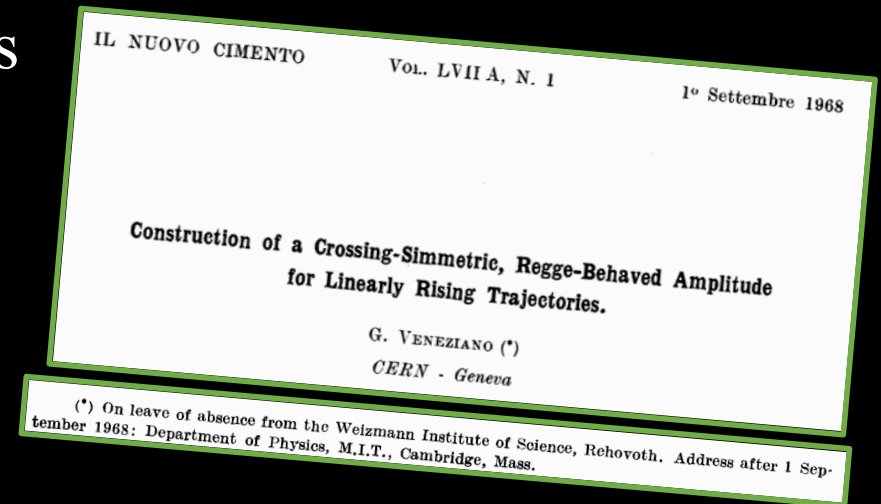 s
IL NUOVO CIMENTO Vol. LVII A, N. 1 1º Settembre 1968
Construction of a Crossing-Simmetric, Regge-Behaved Amplitude
for Linearly Rising Trajectories.
G. VENEZIANO (*)
CERN - Geneva
(*) On leave of absence from the Weizmann Institute of Science, Rehovoth. Address after 1 Sep-
tember 1968: Department of Physics, M.I.T., Cambridge, Mass.